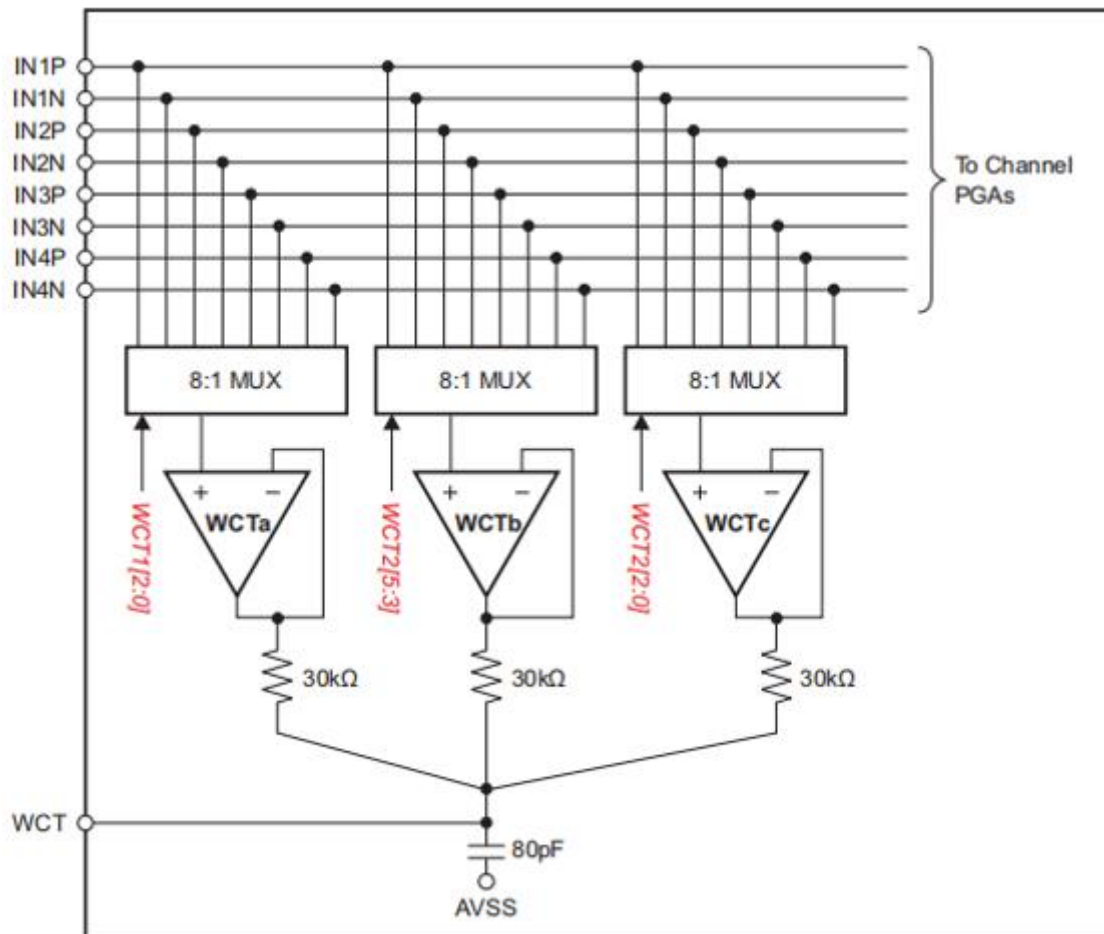 IN1P
IN1N
IN2P
IN2N
IN3P
IN3N
IN4P
IN4N
To Channel
PGAs
8:1 MUX
8:1 MUX
8:1 MUX
+ −
WCTa
+ −
WCTb
+ −
WCTc
WCT1[2:0]
WCT2[5:3]
WCT2[2:0]
30kΩ
30kΩ
30kΩ
WCT
80pF
AVSS